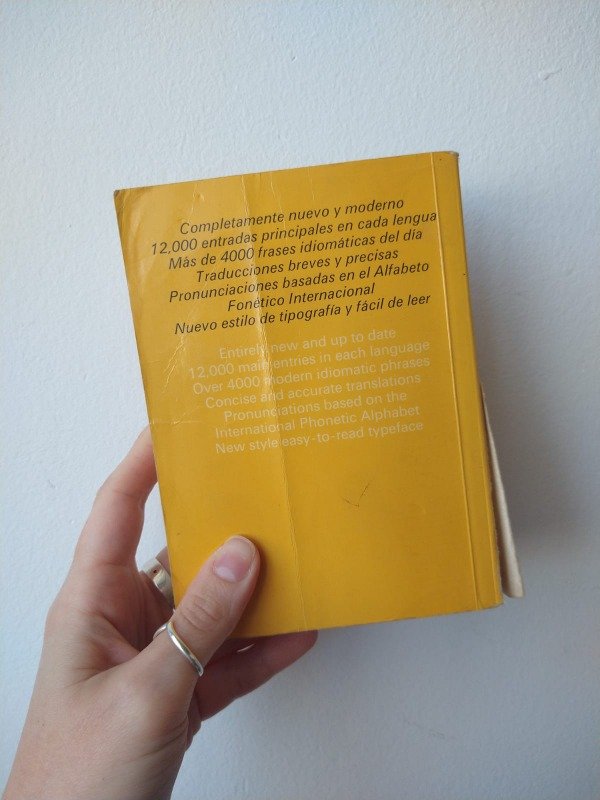 Completamente nuevo y moderno
12,000 entradas principales en cada lengua
Más de 4000 frases idiomáticas del día
Traducciones breves y precisas
Pronunciaciones basadas en el Alfabeto
Fonético Internacional
Nuevo estilo de tipografía y fácil de leer
Entirely new and up to date
12,000 main entries in each language
Over 4000 modern idiomatic phrases
Concise and accurate translations
Pronunciations based on the
International Phonetic Alphabet
New style easy-to-read typeface